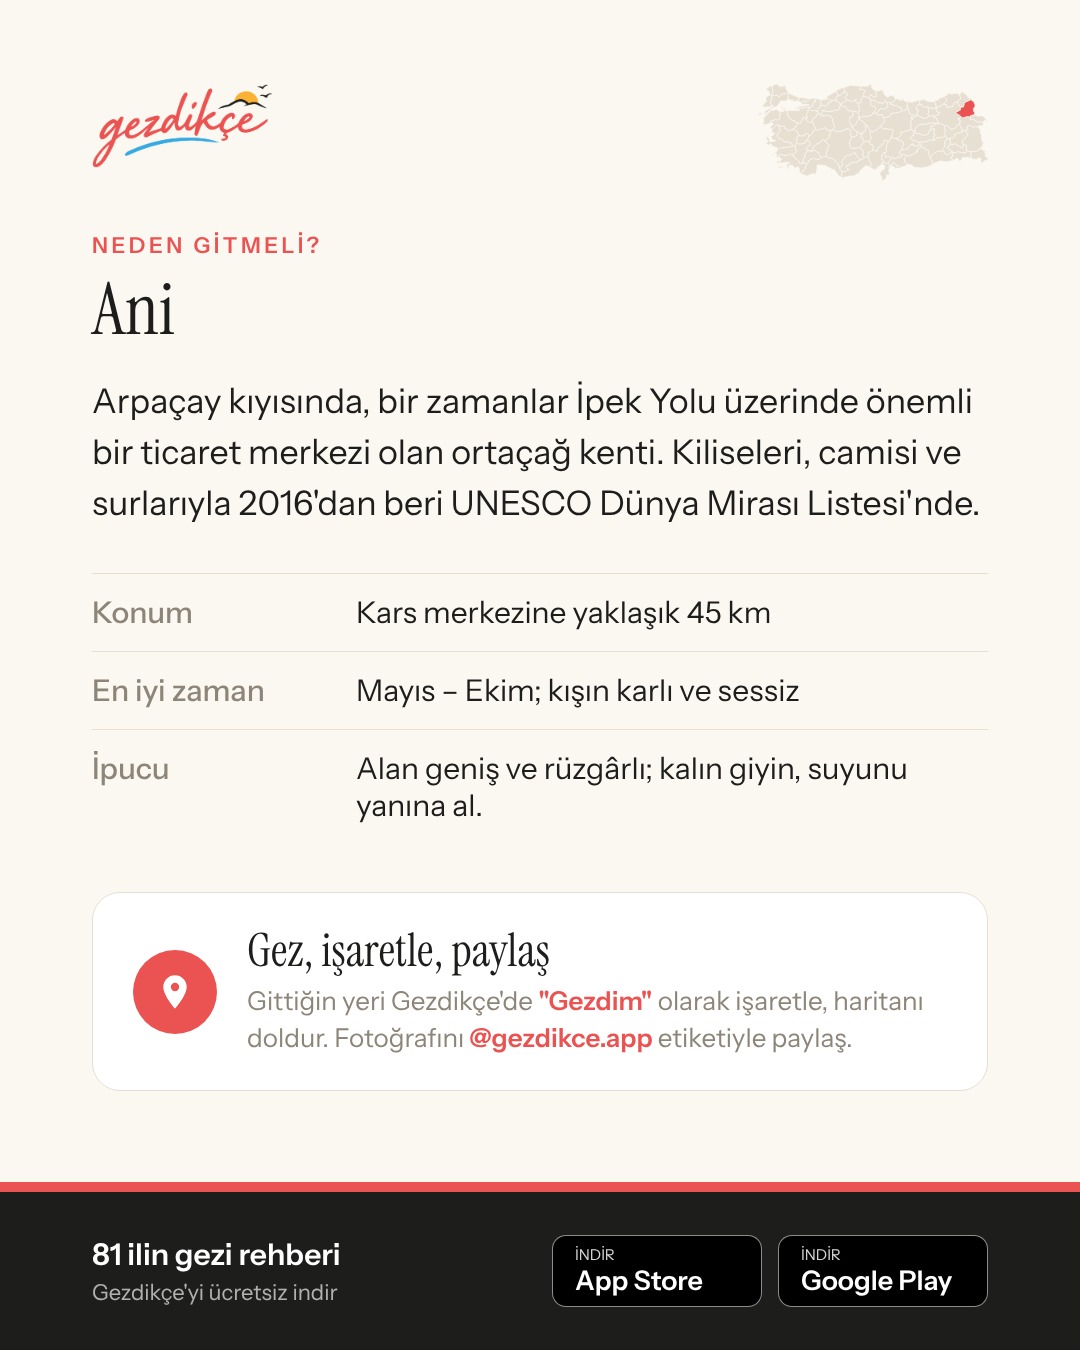 gezdikçe
NEDEN GİTMELİ?
Ani
Arpaçay kıyısında, bir zamanlar İpek Yolu üzerinde önemli
bir ticaret merkezi olan ortaçağ kenti. Kiliseleri, camisi ve
surlarıyla 2016'dan beri UNESCO Dünya Mirası Listesi'nde.
Konum
Kars merkezine yaklaşık 45 km
En iyi zaman
Mayıs – Ekim; kışın karlı ve sessiz
İpucu
Alan geniş ve rüzgârlı; kalın giyin, suyunu
yanına al.
Gez, işaretle, paylaş
Gittiğin yeri Gezdikçe'de "Gezdim" olarak işaretle, haritanı
doldur. Fotoğrafını @gezdikce.app etiketiyle paylaş.
81 ilin gezi rehberi
Gezdikçe'yi ücretsiz indir
İNDİR
App Store
İNDİR
Google Play